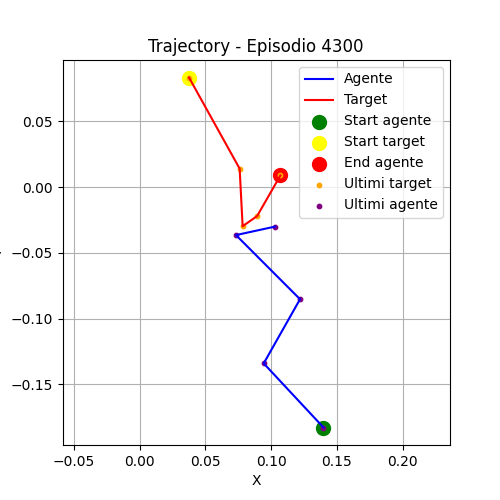 Trajectory - Episodio 4300
Agente
Target
Start agente
Start target
End agente
Ultimi target
Ultimi agente
0.05
0.00
−0.05
−0.10
−0.15
−0.05
0.00
0.05
0.10
0.15
0.20
X